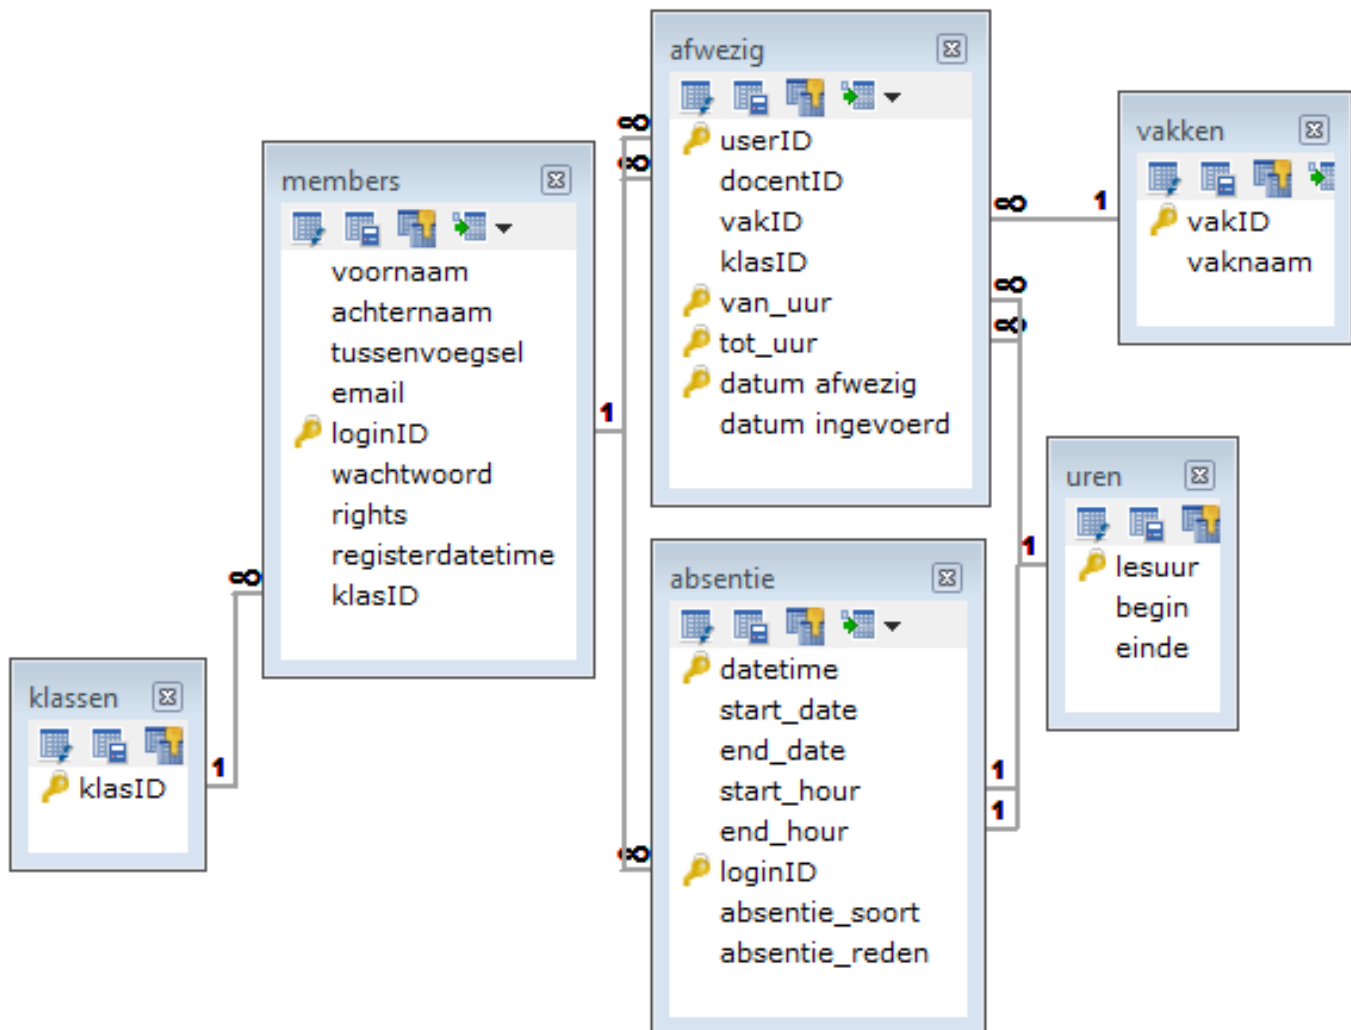 afwezig
userID
docentID
vakID
klasID
van_uur
tot_uur
datum afwezig
datum ingevoerd
∞
∞
∞
1
∞
∞
vakken
vakID
vaknaam
members
voornaam
achternaam
tussenvoegsel
email
loginID
wachtwoord
rights
registerdatetime
klasID
1
∞
uren
lesuur
begin
einde
1
absentie
datetime
start_date
end_date
start_hour
end_hour
loginID
absentie_soort
absentie_reden
1
1
∞
klassen
klasID
1